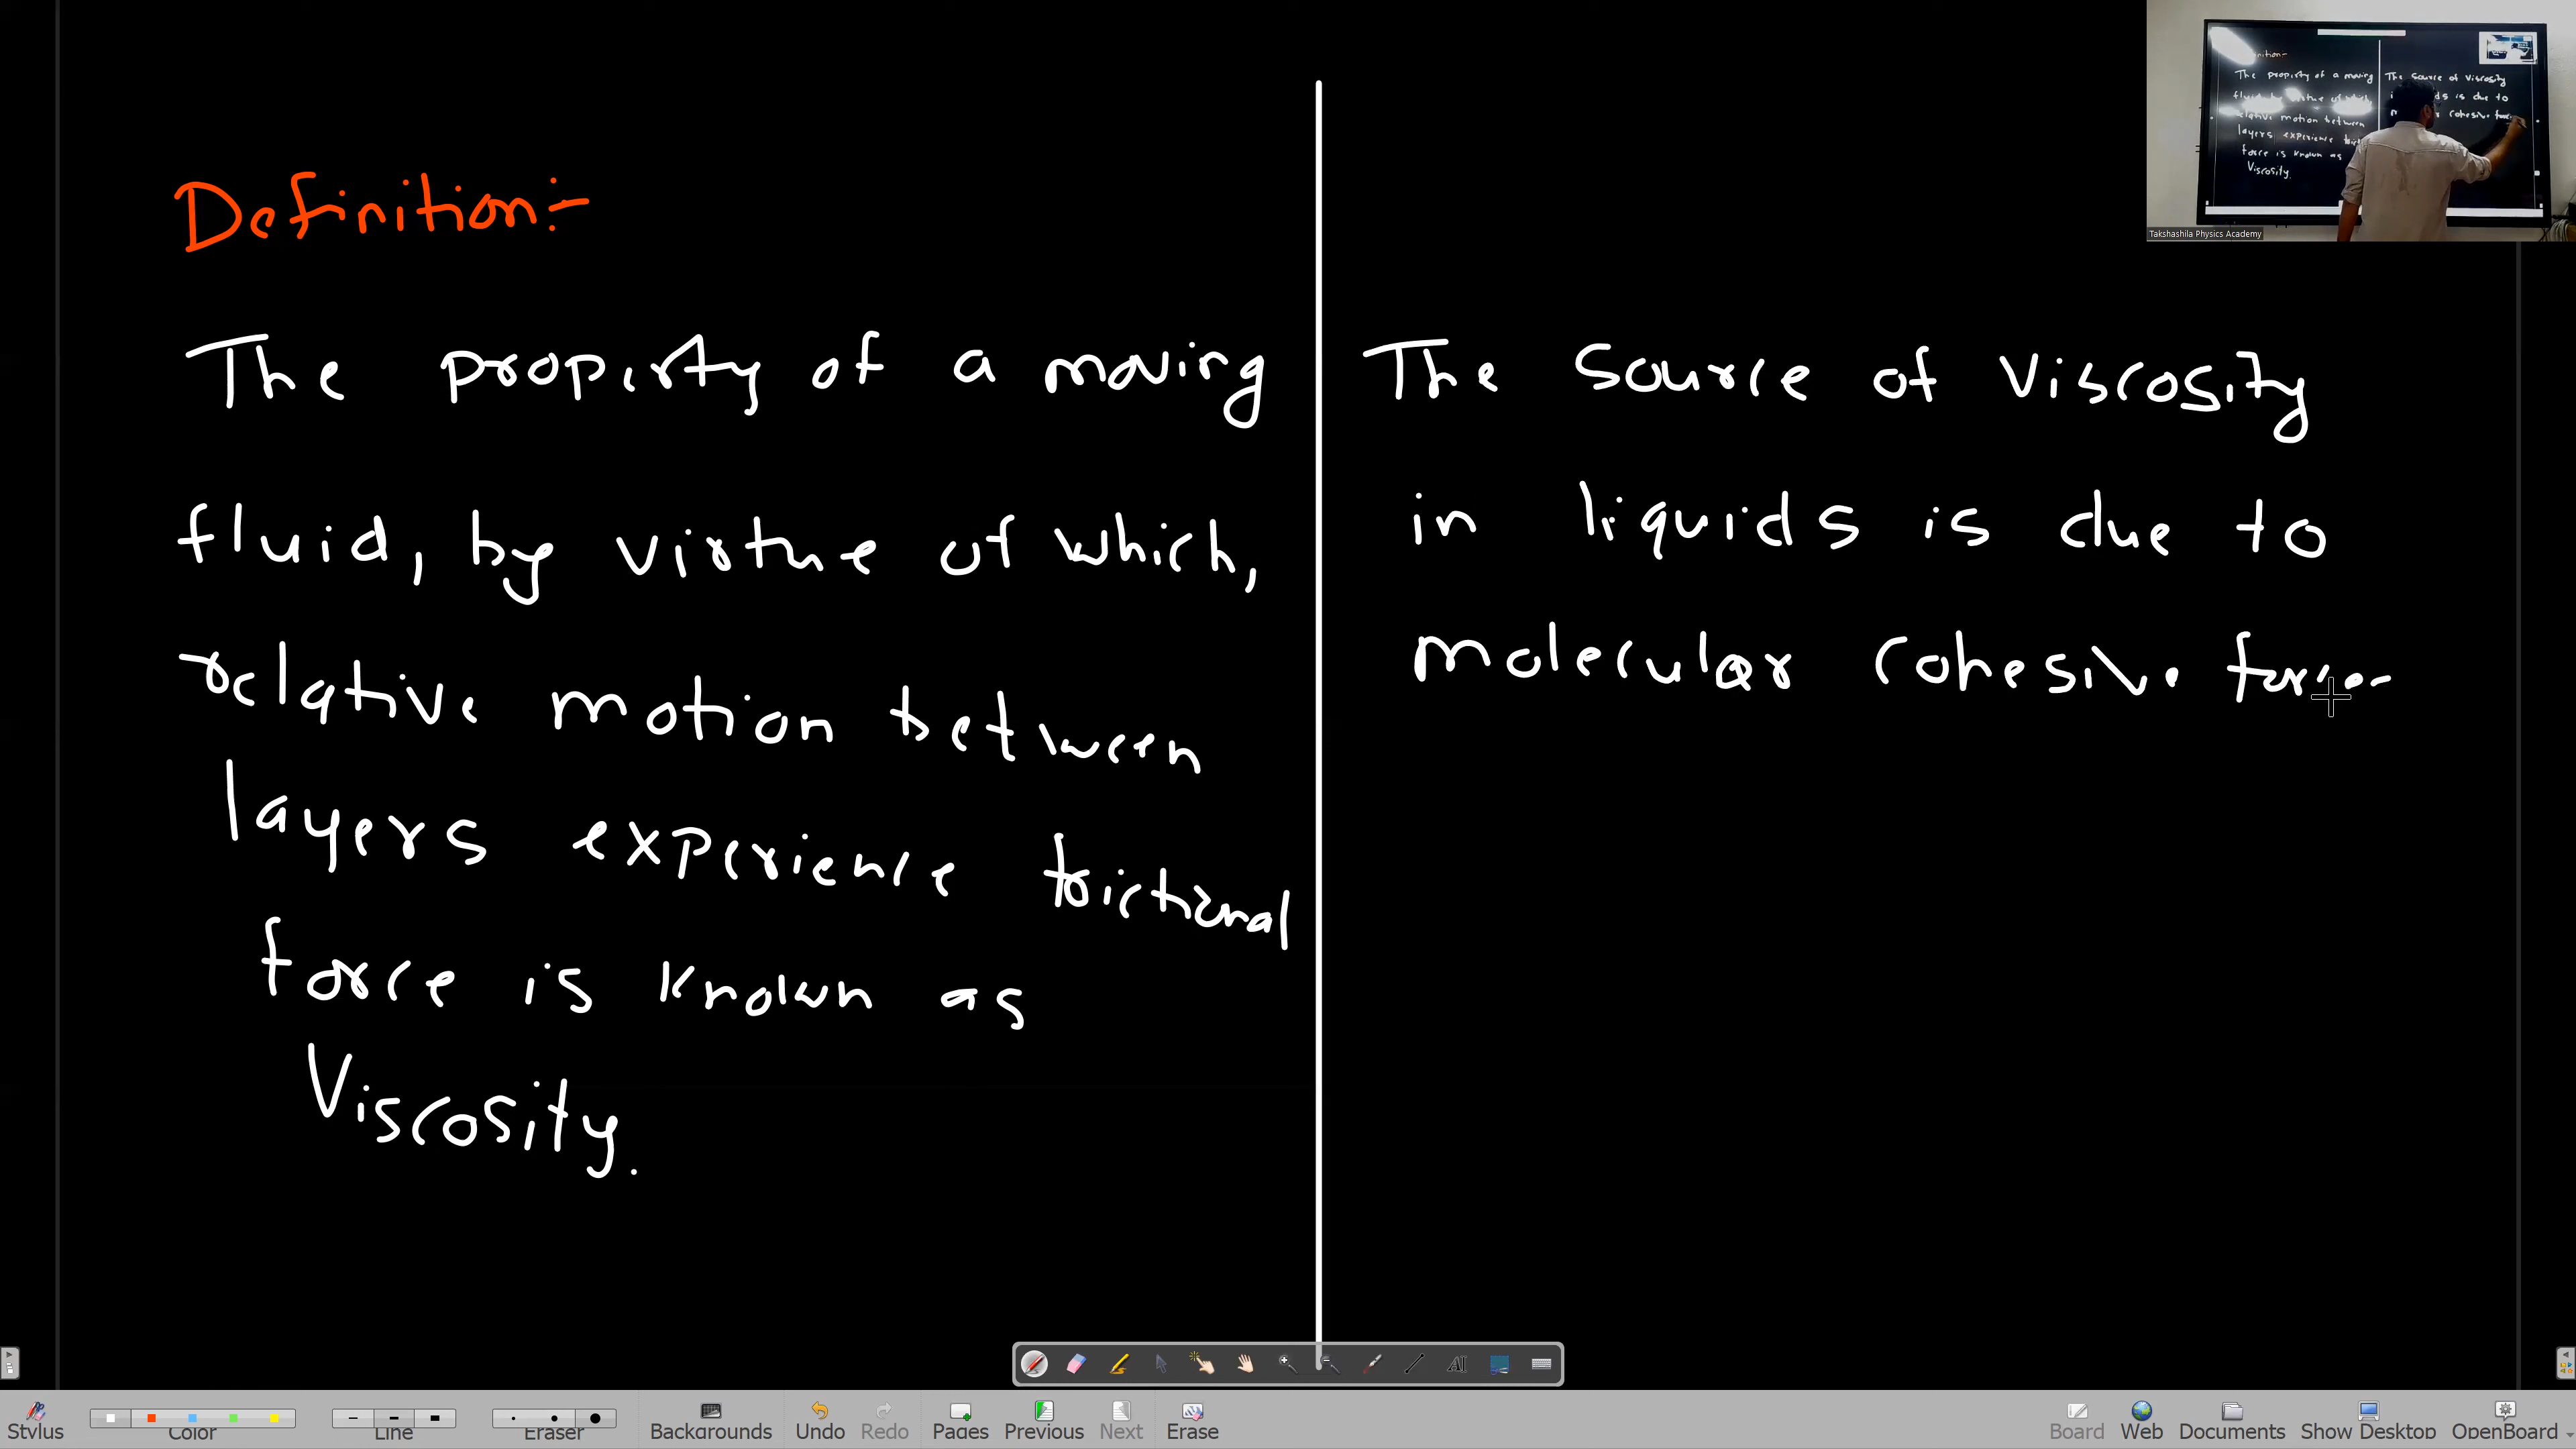 Definition:-
The property of a moving
fluid, by virtue of which,
relative motion between
layers experience frictional
force is known as
Viscosity.
The source of viscosity
in liquids is due to
molecular cohesive
Takshashila Physics Academy
Stylus
Color
Line
Eraser
Backgrounds
Undo
Redo
Pages
Previous
Next
Erase
Board
Web
Documents
Show Desktop
OpenBoard